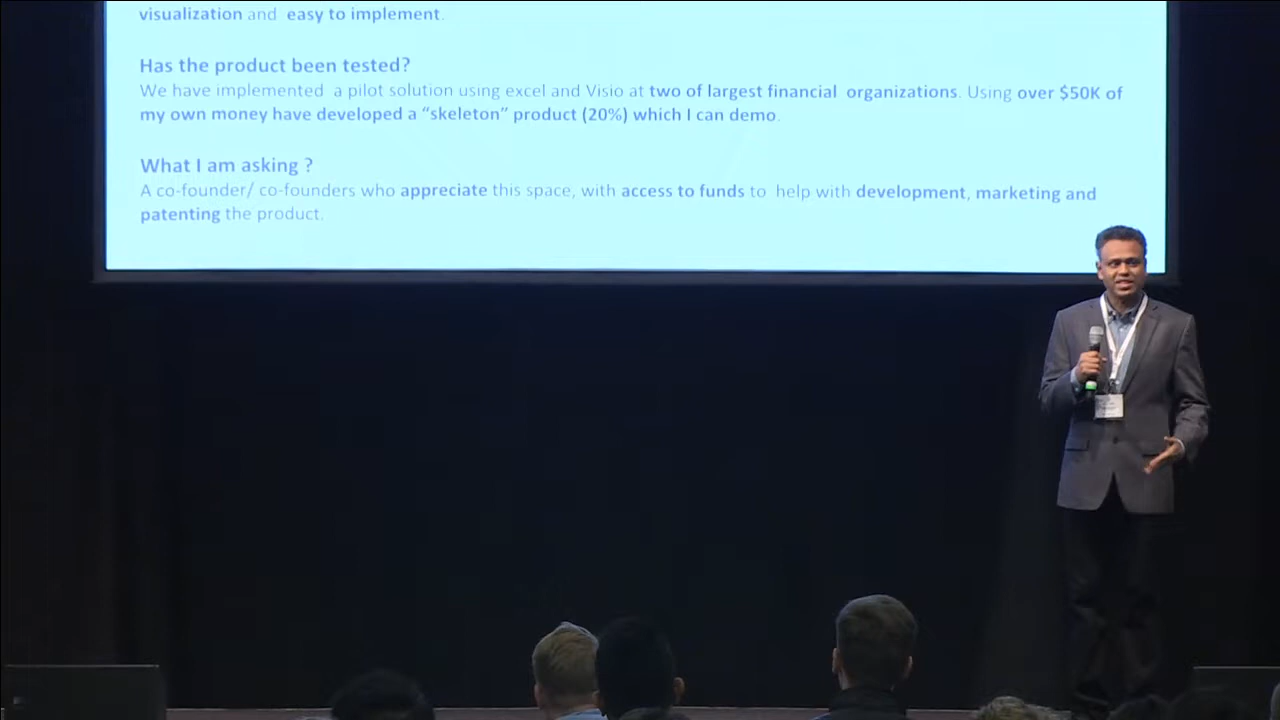 visualization and easy to implement.
Has the product been tested?
We have implemented a pilot solution using excel and Visio at two of largest financial organizations. Using over $50K of
my own money have developed a “skeleton” product (20%) which I can demo.
What I am asking ?
A co-founder/ co-founders who appreciate this space, with access to funds to help with development, marketing and
patenting the product.